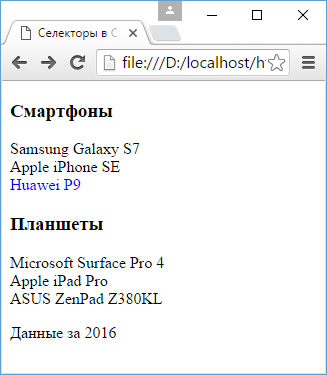 Селекторы в C
file:///D:/localhost/h
Смартфоны
Samsung Galaxy S7
Apple iPhone SE
Huawei P9
Планшеты
Microsoft Surface Pro 4
Apple iPad Pro
ASUS ZenPad Z380KL
Данные за 2016